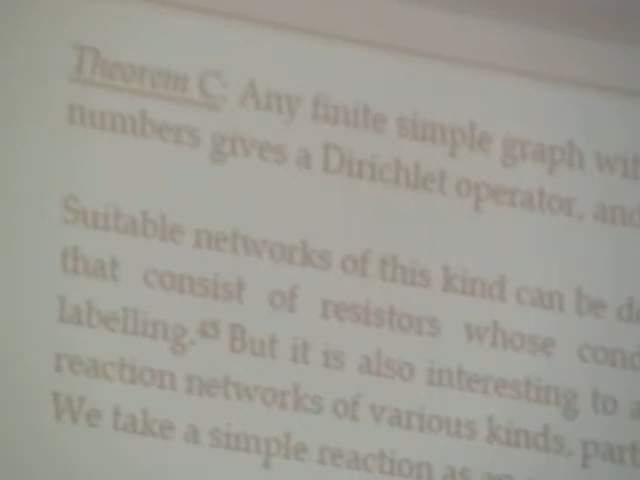 Theorem C: Any finite simple graph wit
numbers gives a Dirichlet operator, and
Suitable networks of this kind can be d
that consist of resistors whose cond
labelling.⁴⁵ But it is also interesting to
reaction networks of various kinds, part
We take a simple reaction as an